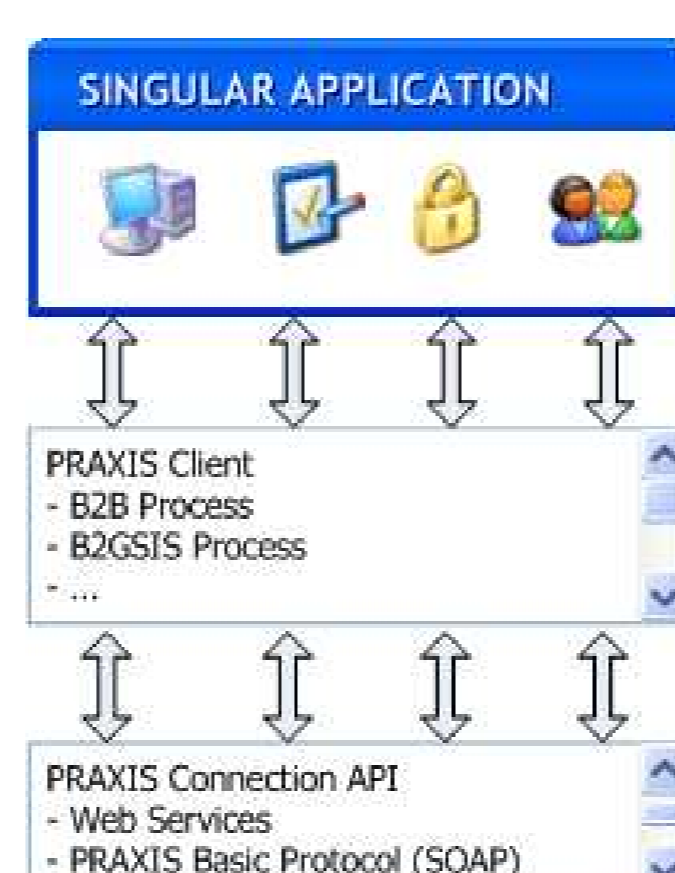 SINGULAR APPLICATION
PRAXIS Client
- B2B Process
- B2GSIS Process
- ...
PRAXIS Connection API
- Web Services
- PRAXIS Basic Protocol (SOAP)